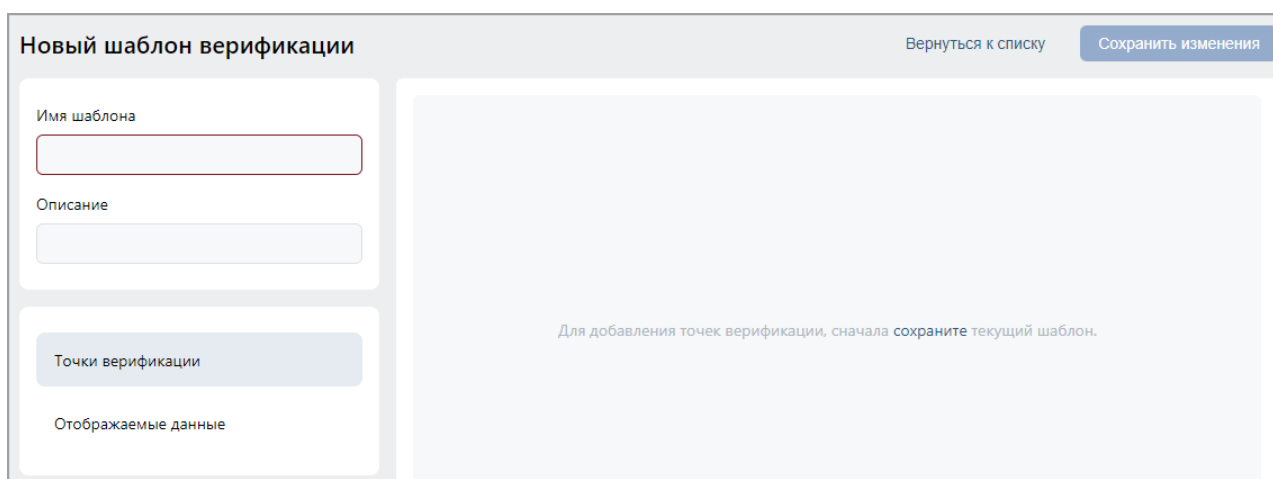 Новый шаблон верификации
Вернуться к списку
Сохранить изменения
Имя шаблона
Описание
Точки верификации
Отображаемые данные
Для добавления точек верификации, сначала сохраните текущий шаблон.